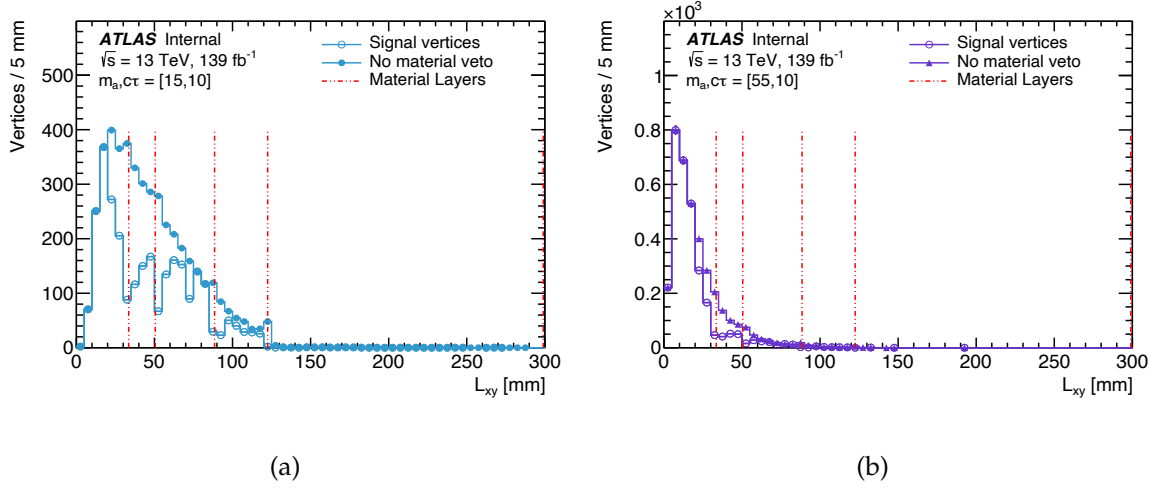 Vertices / 5 mm
ATLAS Internal
√s = 13 TeV, 139 fb⁻¹
mₐ,cτ = [15,10]
Signal vertices
No material veto
Material Layers
500
400
300
200
100
0
0 50 100 150 200 250 300
L_xy [mm]
(a)
Vertices / 5 mm
×10³
ATLAS Internal
√s = 13 TeV, 139 fb⁻¹
mₐ,cτ = [55,10]
Signal vertices
No material veto
Material Layers
1
0.8
0.6
0.4
0.2
0
0 50 100 150 200 250 300
L_xy [mm]
(b)